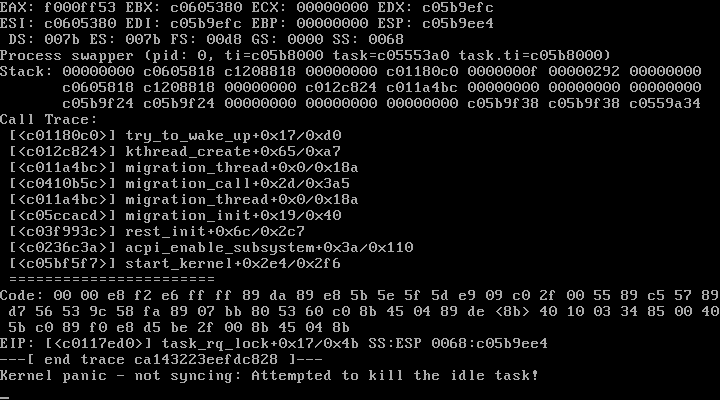 EAX: f000ff53 EBX: c0605380 ECX: 00000000 EDX: c05b9efc
ESI: c0605380 EDI: c05b9efc EBP: 00000000 ESP: c05b9ee4
 DS: 007b ES: 007b FS: 00d8 GS: 0000 SS: 0068
Process swapper (pid: 0, ti=c05b8000 task=c05553a0 task.ti=c05b8000)
Stack: 00000000 c0605818 c1208818 00000000 c01180c0 0000000f 00000292 00000000
       c0605818 c1208818 00000000 c012c824 c011a4bc 00000000 00000000 00000000
       c05b9f24 c05b9f24 00000000 00000000 00000000 c05b9f38 c05b9f38 c0559a34
Call Trace:
 [<c01180c0>] try_to_wake_up+0x17/0xd0
 [<c012c824>] kthread_create+0x65/0xa7
 [<c011a4bc>] migration_thread+0x0/0x18a
 [<c0410b5c>] migration_call+0x2d/0x3a5
 [<c011a4bc>] migration_thread+0x0/0x18a
 [<c05ccacd>] migration_init+0x19/0x40
 [<c03f993c>] rest_init+0x6c/0x2c7
 [<c0236c3a>] acpi_enable_subsystem+0x3a/0x110
 [<c05bf5f7>] start_kernel+0x2e4/0x2f6
 =======================
Code: 00 00 e8 f2 e6 ff ff 89 da 89 e8 5b 5e 5f 5d e9 09 c0 2f 00 55 89 c5 57 89
d7 56 53 9c 58 fa 89 07 bb 80 53 60 c0 8b 45 04 89 de <8b> 40 10 03 34 85 00 40
5b c0 89 f0 e8 d5 be 2f 00 8b 45 04 8b
EIP: [<c0117ed0>] task_rq_lock+0x17/0x4b SS:ESP 0068:c05b9ee4
---[ end trace ca143223eefdc828 ]---
Kernel panic - not syncing: Attempted to kill the idle task!